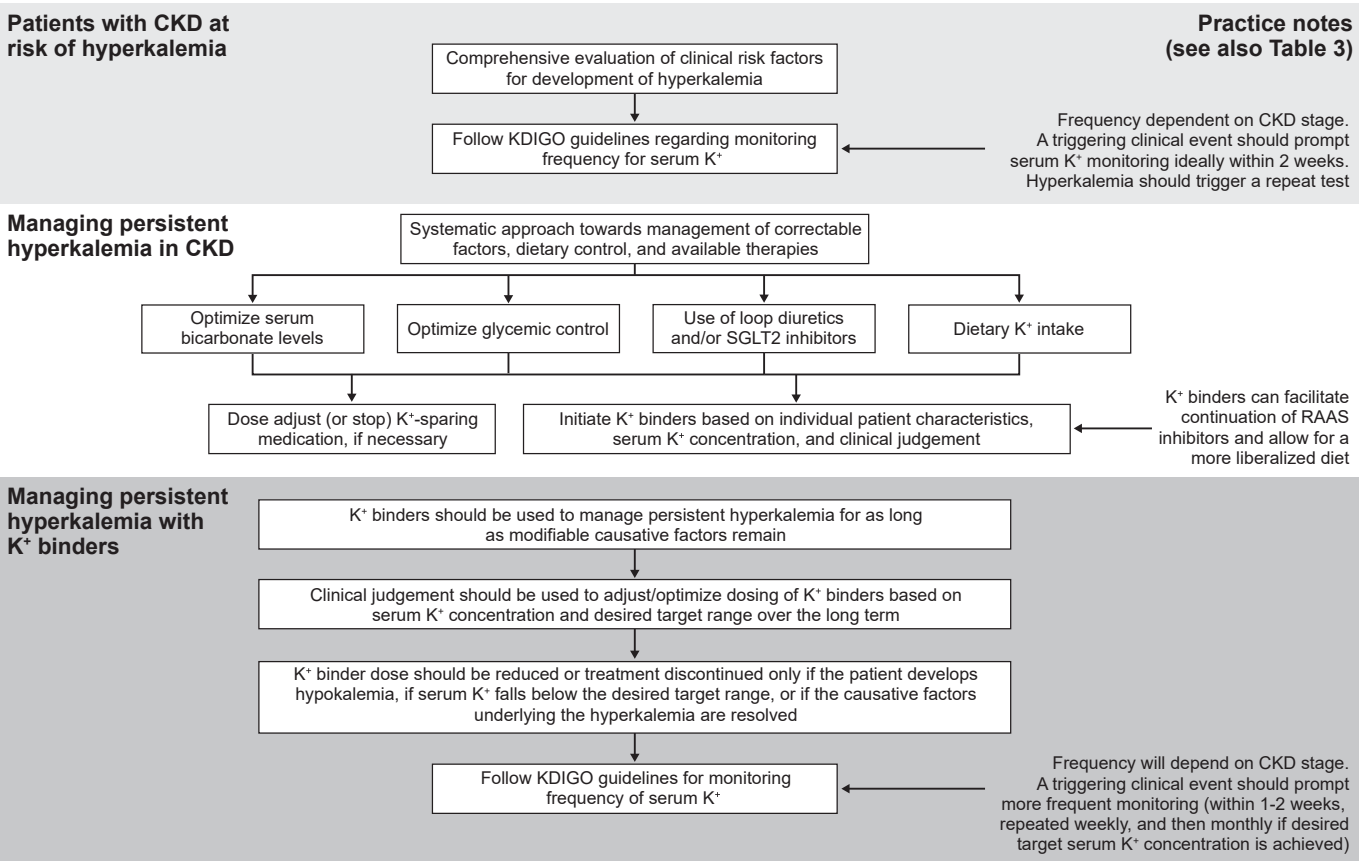 Patients with CKD at
risk of hyperkalemia
Practice notes
(see also Table 3)
Comprehensive evaluation of clinical risk factors
for development of hyperkalemia
Follow KDIGO guidelines regarding monitoring
frequency for serum K⁺
Frequency dependent on CKD stage.
A triggering clinical event should prompt
serum K⁺ monitoring ideally within 2 weeks.
Hyperkalemia should trigger a repeat test
Managing persistent
hyperkalemia in CKD
Systematic approach towards management of correctable
factors, dietary control, and available therapies
Optimize serum
bicarbonate levels
Optimize glycemic control
Use of loop diuretics
and/or SGLT2 inhibitors
Dietary K⁺ intake
Dose adjust (or stop) K⁺-sparing
medication, if necessary
Initiate K⁺ binders based on individual patient characteristics,
serum K⁺ concentration, and clinical judgement
K⁺ binders can facilitate
continuation of RAAS
inhibitors and allow for a
more liberalized diet
Managing persistent
hyperkalemia with
K⁺ binders
K⁺ binders should be used to manage persistent hyperkalemia for as long
as modifiable causative factors remain
Clinical judgement should be used to adjust/optimize dosing of K⁺ binders based on
serum K⁺ concentration and desired target range over the long term
K⁺ binder dose should be reduced or treatment discontinued only if the patient develops
hypokalemia, if serum K⁺ falls below the desired target range, or if the causative factors
underlying the hyperkalemia are resolved
Follow KDIGO guidelines for monitoring
frequency of serum K⁺
Frequency will depend on CKD stage.
A triggering clinical event should prompt
more frequent monitoring (within 1-2 weeks,
repeated weekly, and then monthly if desired
target serum K⁺ concentration is achieved)